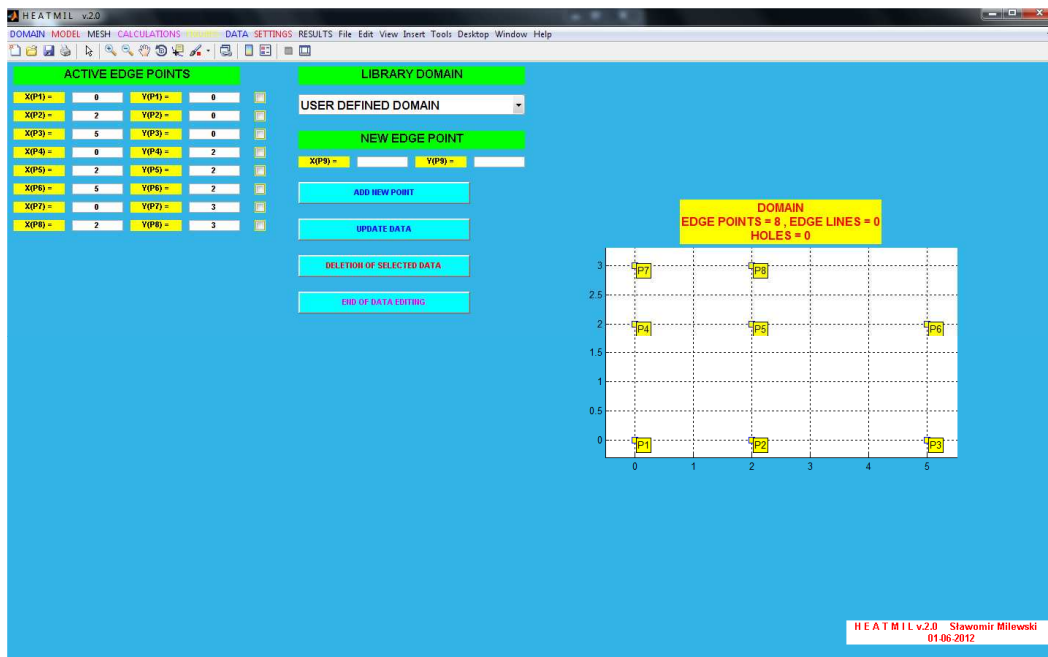 H E A T M I L v.2.0
DOMAIN MODEL MESH CALCULATIONS DATA SETTINGS RESULTS File Edit View Insert Tools Desktop Window Help
ACTIVE EDGE POINTS
X(P1) = 0 Y(P1) = 0
X(P2) = 2 Y(P2) = 0
X(P3) = 5 Y(P3) = 0
X(P4) = 0 Y(P4) = 2
X(P5) = 2 Y(P5) = 2
X(P6) = 5 Y(P6) = 2
X(P7) = 0 Y(P7) = 3
X(P8) = 2 Y(P8) = 3
LIBRARY DOMAIN
USER DEFINED DOMAIN
NEW EDGE POINT
X(P9) = Y(P9) =
ADD NEW POINT
UPDATE DATA
DELETION OF SELECTED DATA
END OF DATA EDITING
DOMAIN
EDGE POINTS = 8 , EDGE LINES = 0
HOLES = 0
3 P7 P8
2.5
2 P4 P5 P6
1.5
1
0.5
0 P1 P2 P3
0 1 2 3 4 5
H E A T M I L v.2.0 Sławomir Milewski
01-06-2012